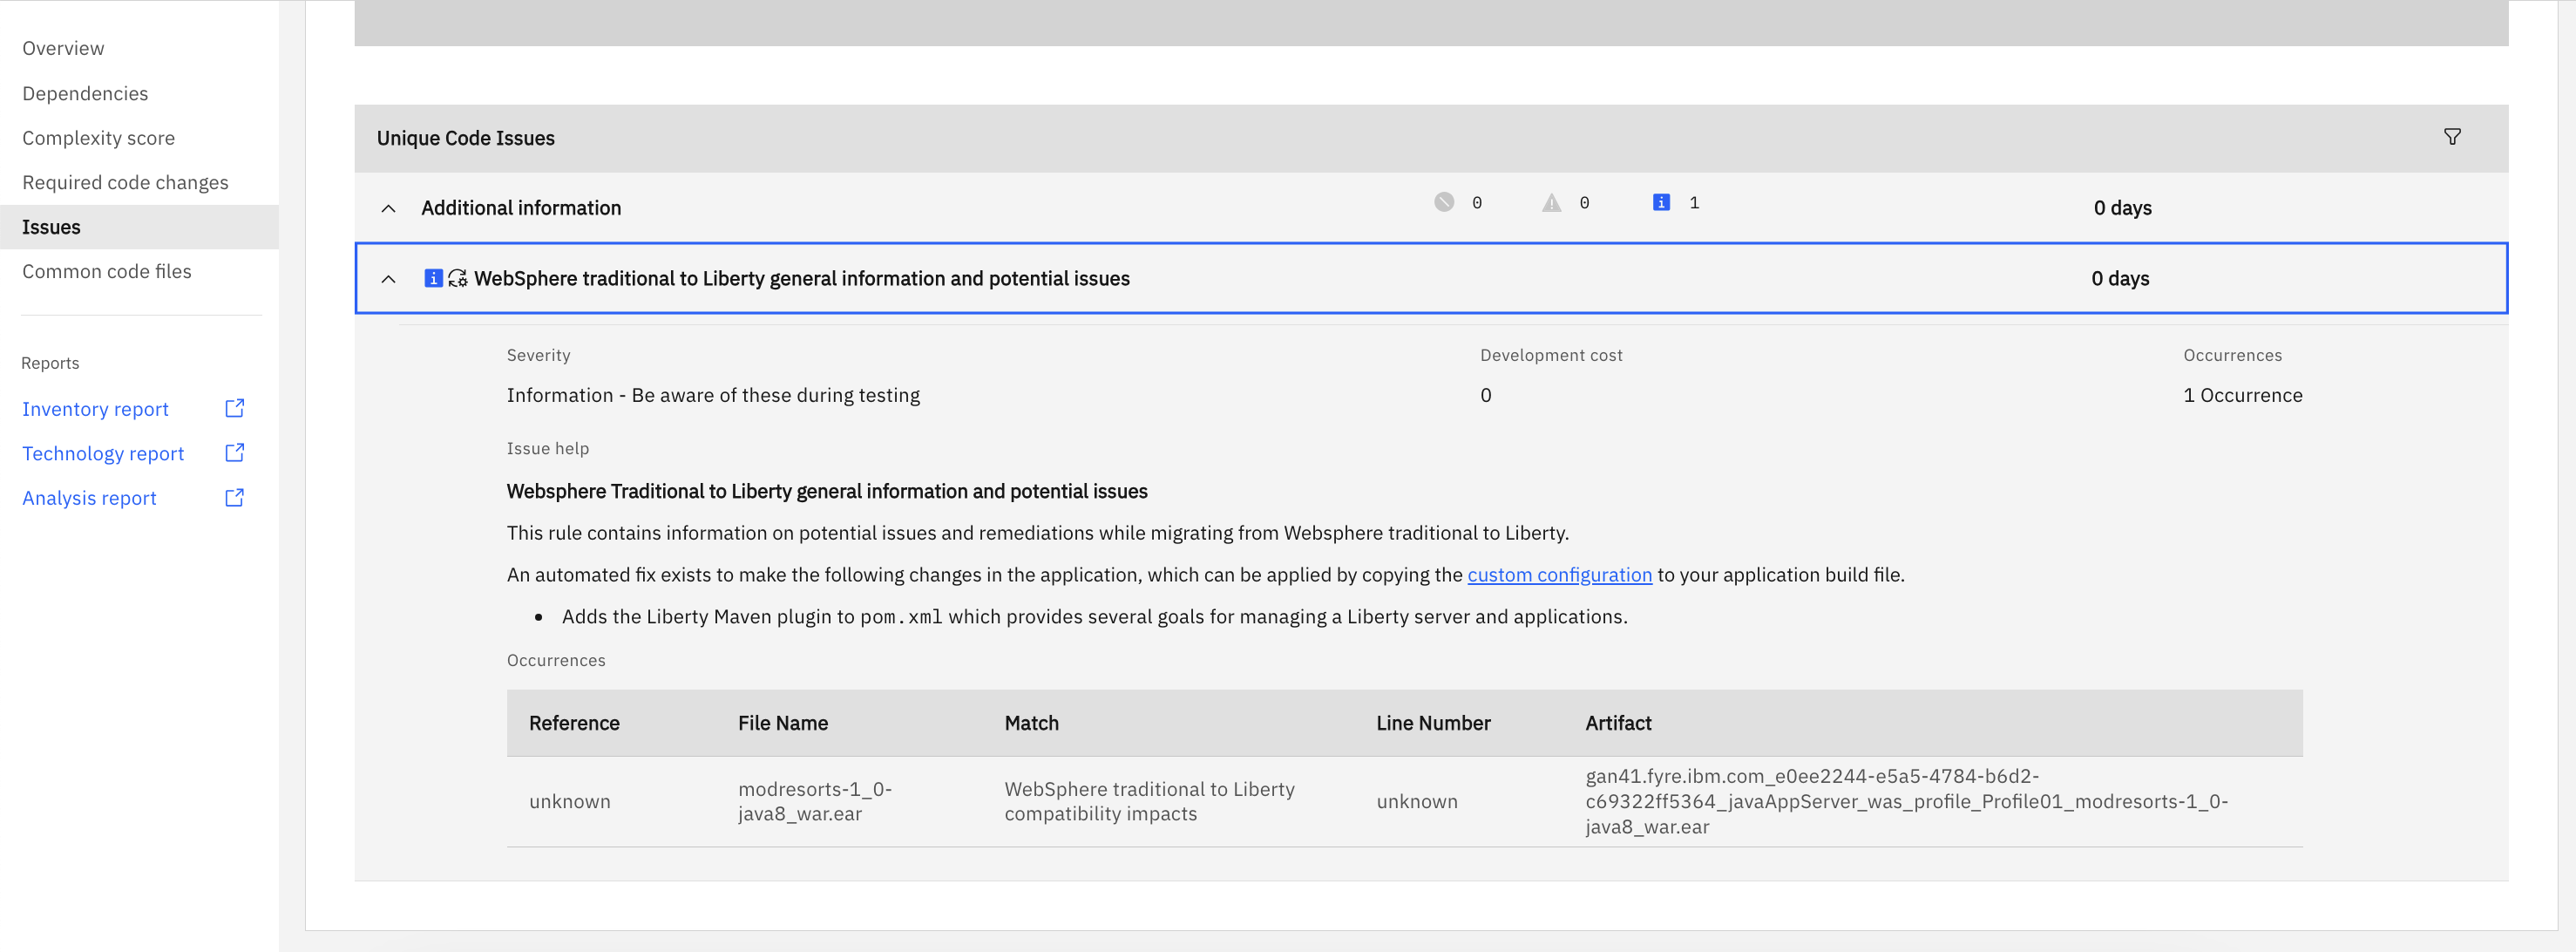 Overview
Dependencies
Complexity score
Required code changes
Issues
Common code files
Reports
Inventory report
Technology report
Analysis report
Unique Code Issues
Additional information 0 0 1 0 days
WebSphere traditional to Liberty general information and potential issues 0 days
Severity Development cost Occurrences
Information - Be aware of these during testing 0 1 Occurrence
Issue help
Websphere Traditional to Liberty general information and potential issues
This rule contains information on potential issues and remediations while migrating from Websphere traditional to Liberty.
An automated fix exists to make the following changes in the application, which can be applied by copying the custom configuration to your application build file.
• Adds the Liberty Maven plugin to pom.xml which provides several goals for managing a Liberty server and applications.
Occurrences
Reference File Name Match Line Number Artifact
unknown
modresorts-1_0-
java8_war.ear
WebSphere traditional to Liberty
compatibility impacts
unknown
gan41.fyre.ibm.com_e0ee2244-e5a5-4784-b6d2-
c69322ff5364_javaAppServer_was_profile_Profile01_modresorts-1_0-
java8_war.ear